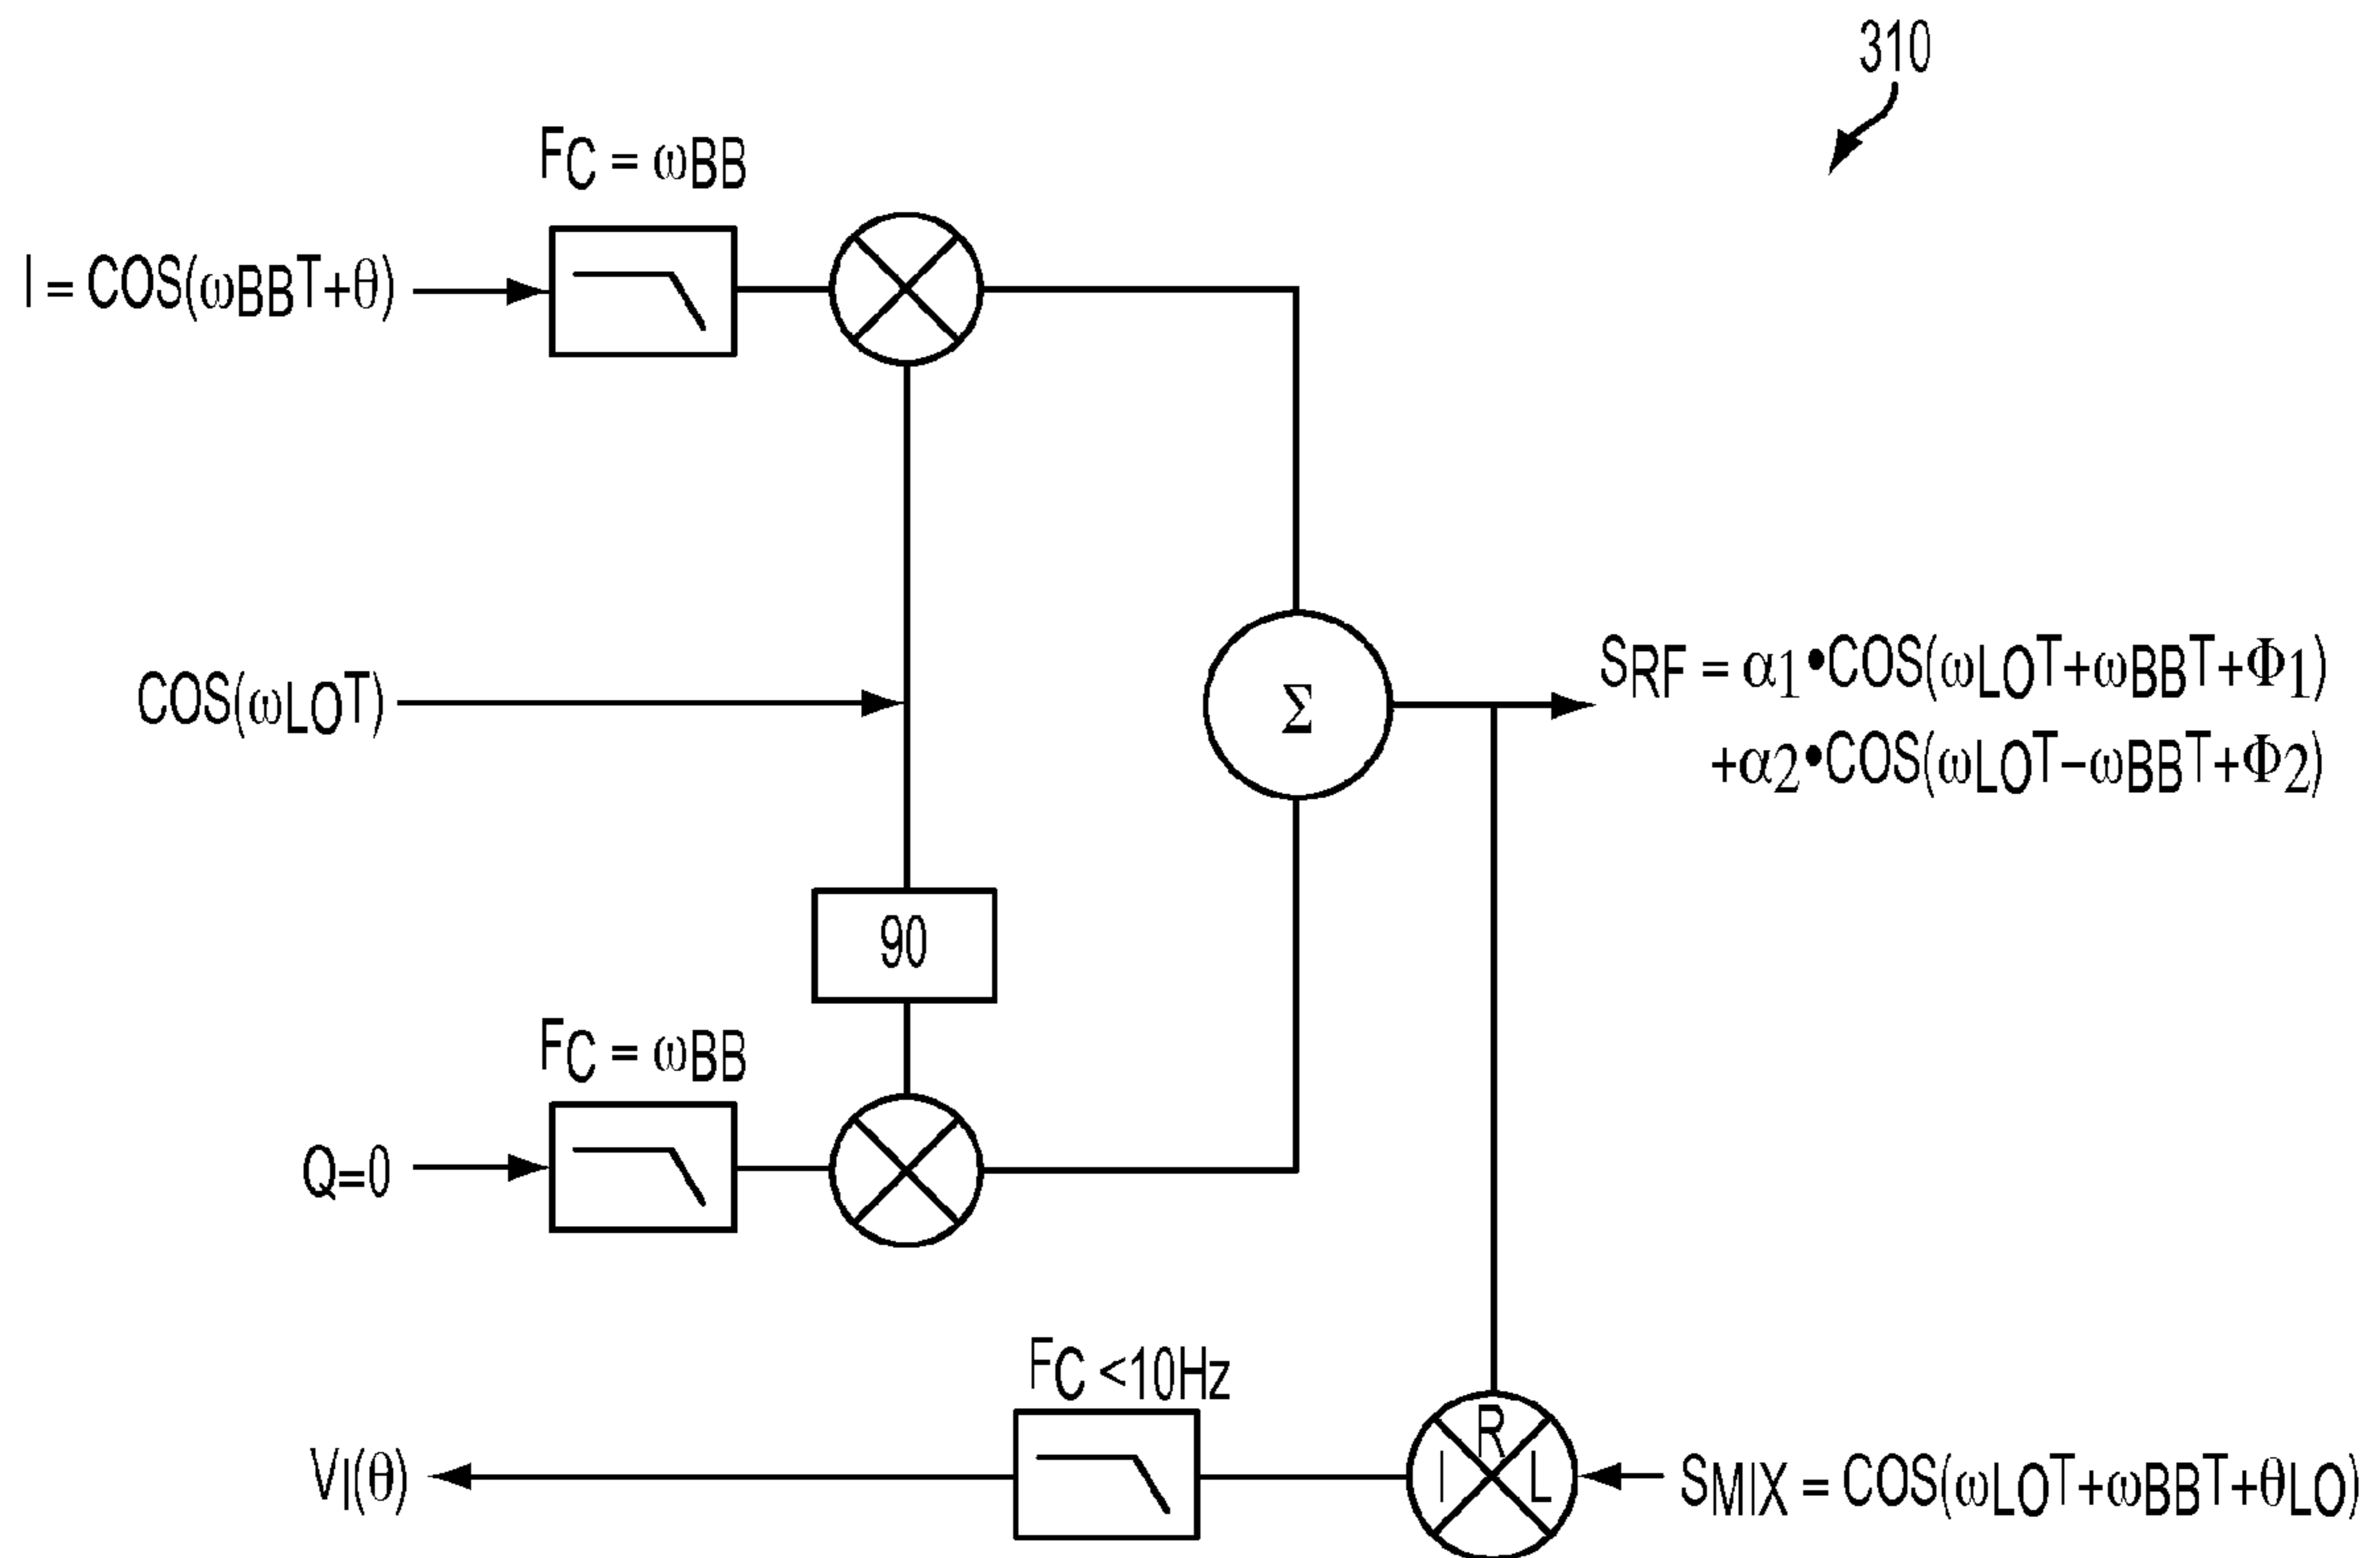 310
FC = ωBB
I = COS(ωBBT+θ)
COS(ωLOT)
Σ
SRF = α1•COS(ωLOT+ωBBT+Φ1)
+α2•COS(ωLOT−ωBBT+Φ2)
90
FC = ωBB
Q=0
FC <10Hz
VI(θ)
R
I
L
SMIX = COS(ωLOT+ωBBT+θLO)